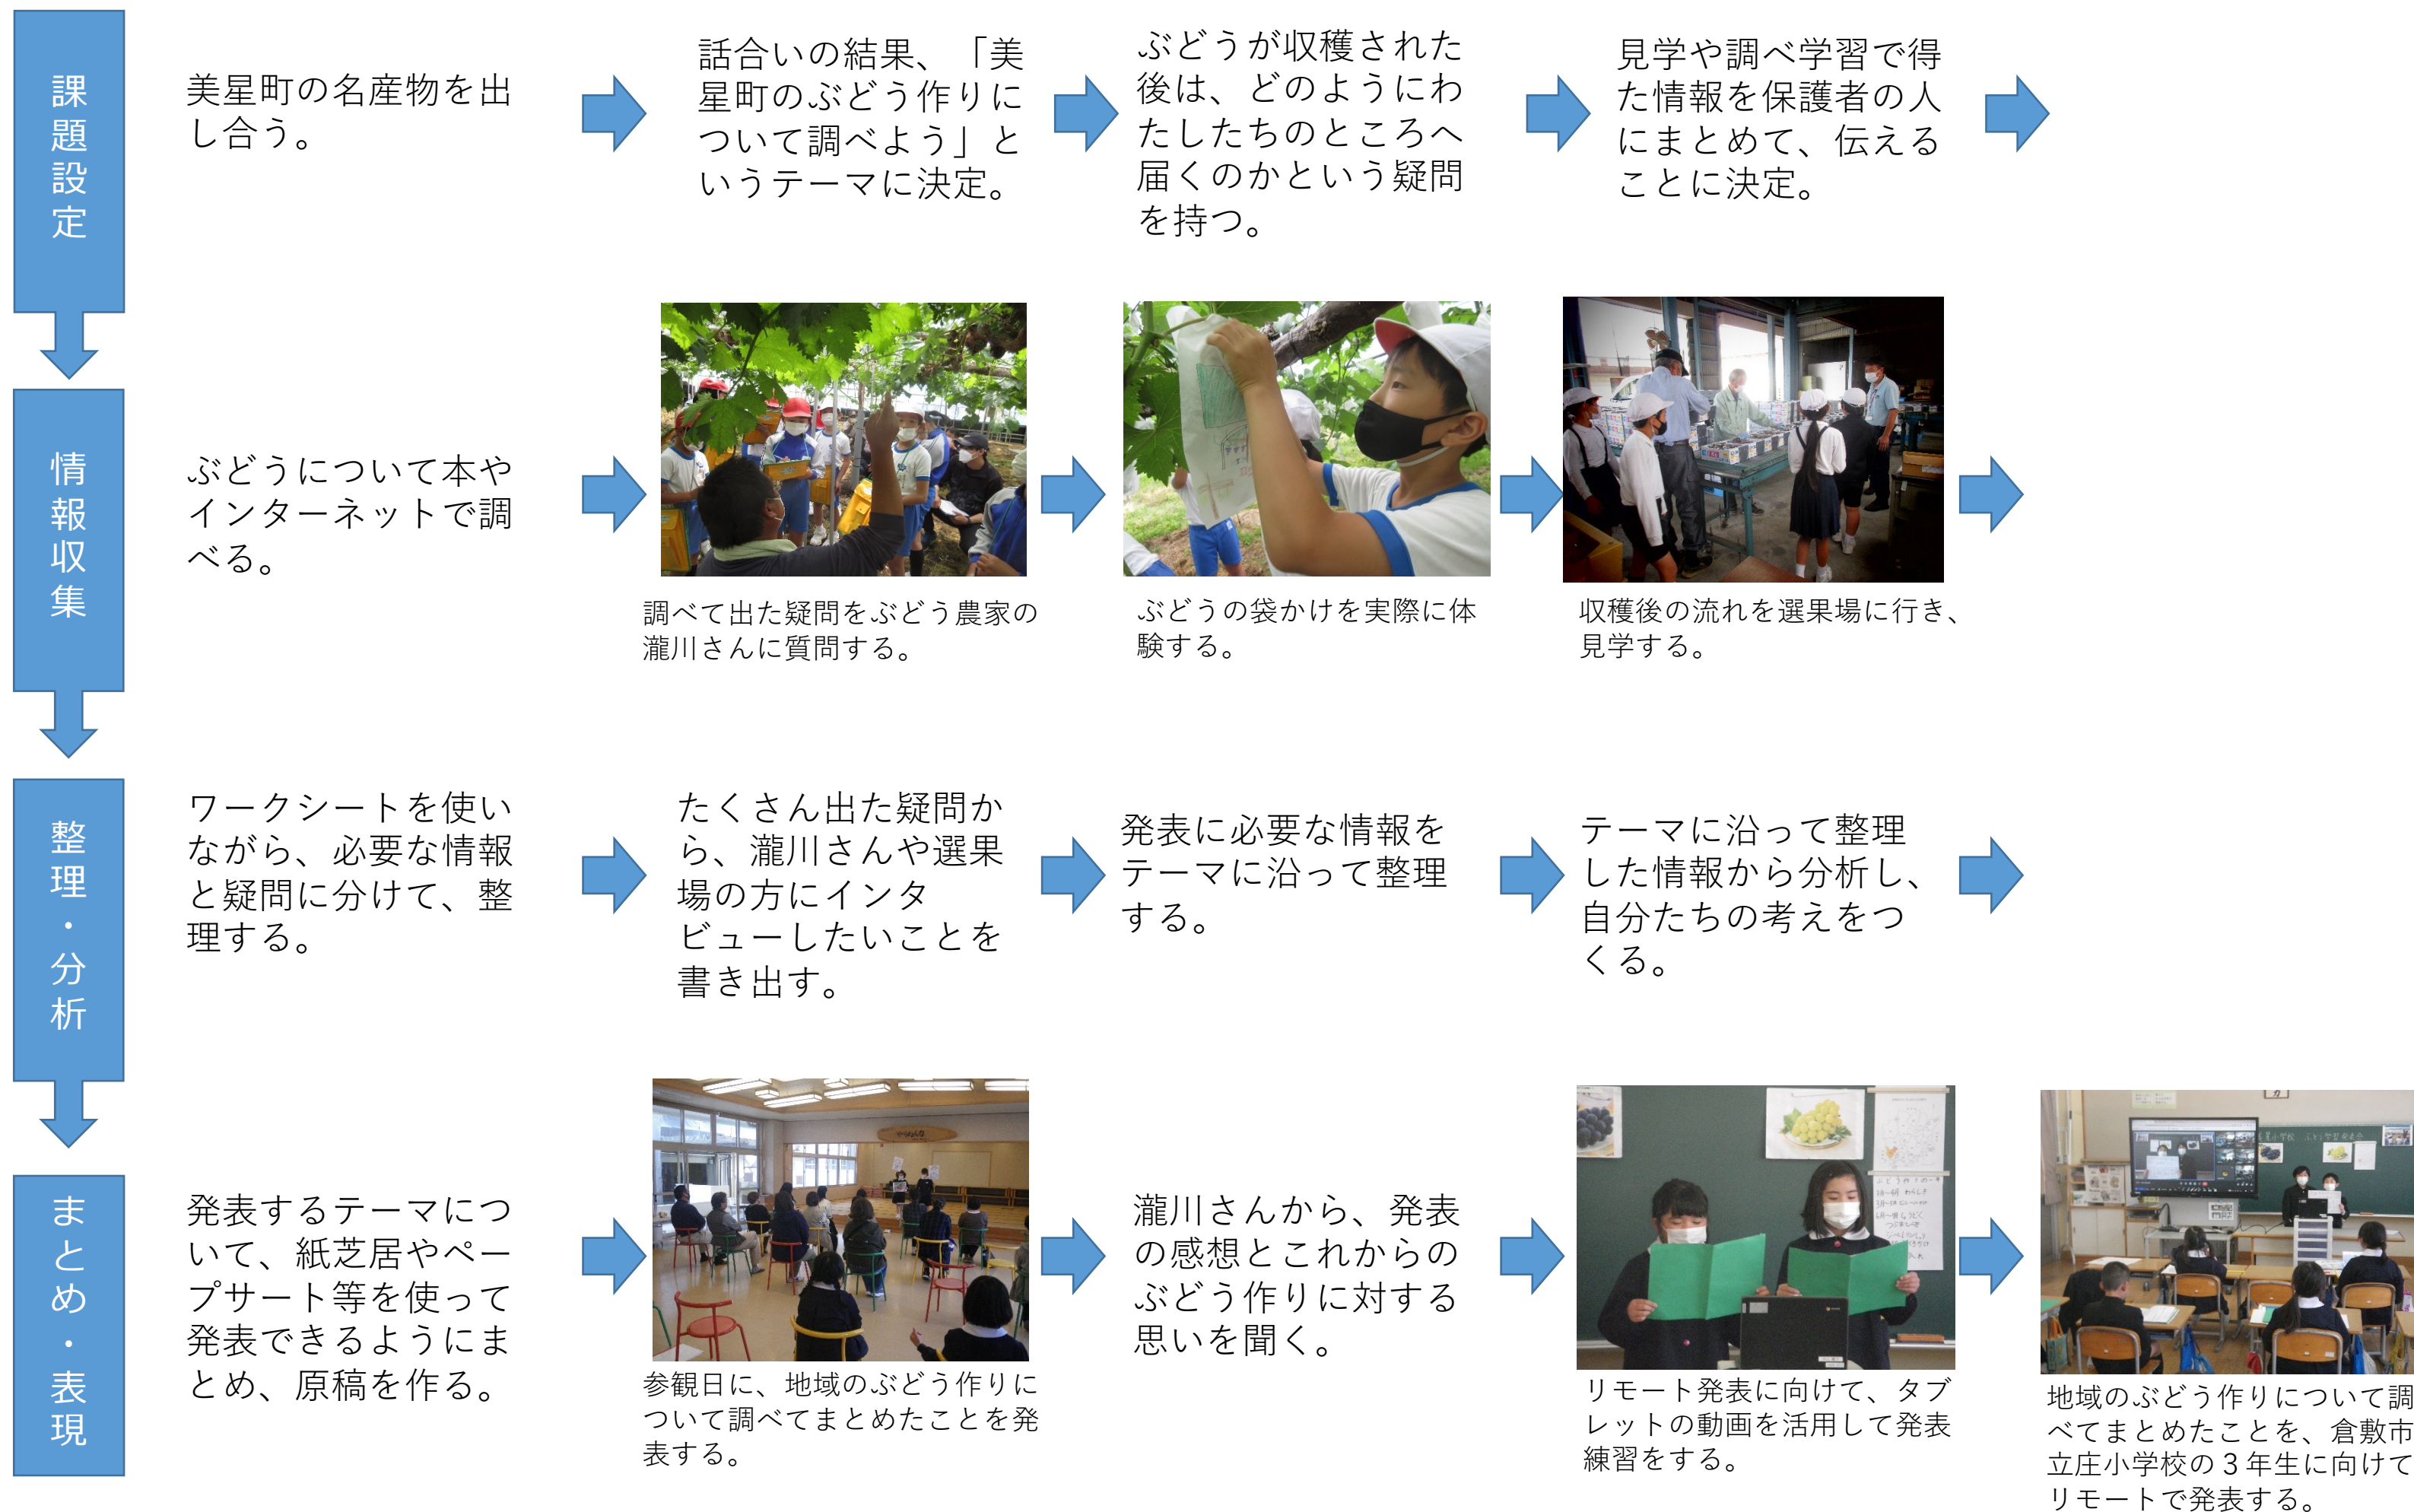 課題設定
美星町の名産物を出
し合う。
話合いの結果、「美
星町のぶどう作りに
ついて調べよう」と
いうテーマに決定。
ぶどうが収穫された
後は、どのようにわ
たしたちのところへ
届くのかという疑問
を持つ。
見学や調べ学習で得
た情報を保護者の人
にまとめて、伝える
ことに決定。
情報収集
ぶどうについて本や
インターネットで調
べる。
調べて出た疑問をぶどう農家の
瀧川さんに質問する。
ぶどうの袋かけを実際に体
験する。
収穫後の流れを選果場に行き、
見学する。
整理・分析
ワークシートを使い
ながら、必要な情報
と疑問に分けて、整
理する。
たくさん出た疑問か
ら、瀧川さんや選果
場の方にインタ
ビューしたいことを
書き出す。
発表に必要な情報を
テーマに沿って整理
する。
テーマに沿って整理
した情報から分析し、
自分たちの考えをつ
くる。
まとめ・表現
発表するテーマにつ
いて、紙芝居やペー
プサート等を使って
発表できるようにま
とめ、原稿を作る。
参観日に、地域のぶどう作りに
ついて調べてまとめたことを発
表する。
瀧川さんから、発表
の感想とこれからの
ぶどう作りに対する
思いを聞く。
リモート発表に向けて、タブ
レットの動画を活用して発表
練習をする。
地域のぶどう作りについて調
べてまとめたことを、倉敷市
立庄小学校の３年生に向けて
リモートで発表する。